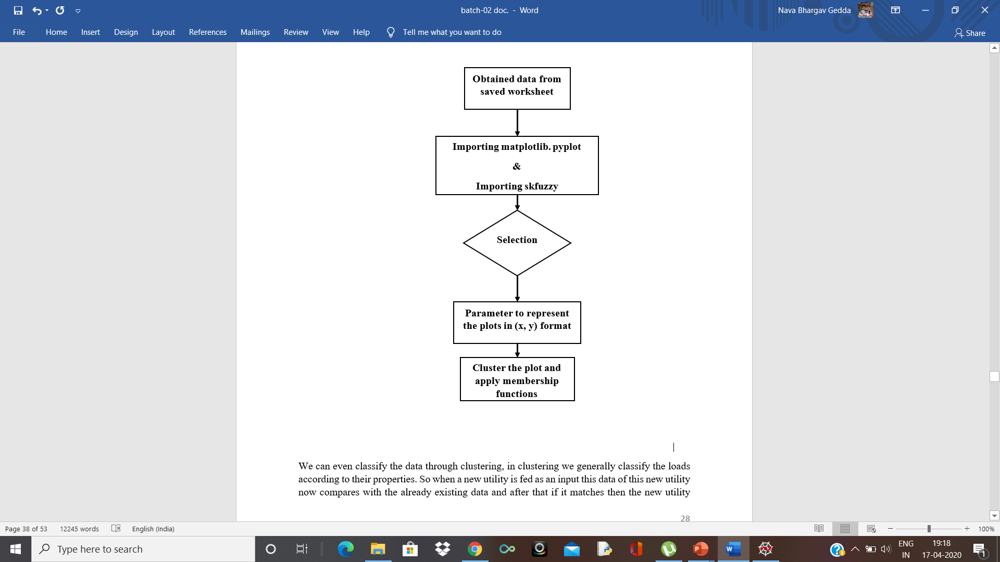 batch-02 doc. - Word
Nava Bhargav Gedda
File Home Insert Design Layout References Mailings Review View Help Tell me what you want to do
Share
Obtained data from
saved worksheet
Importing matplotlib. pyplot
&
Importing skfuzzy
Selection
Parameter to represent
the plots in (x, y) format
Cluster the plot and
apply membership
functions
We can even classify the data through clustering, in clustering we generally classify the loads
according to their properties. So when a new utility is fed as an input this data of this new utility
now compares with the already existing data and after that if it matches then the new utility
28
Page 38 of 53 12245 words English (India)
100%
Type here to search
ENG
IN
19:18
17-04-2020
1